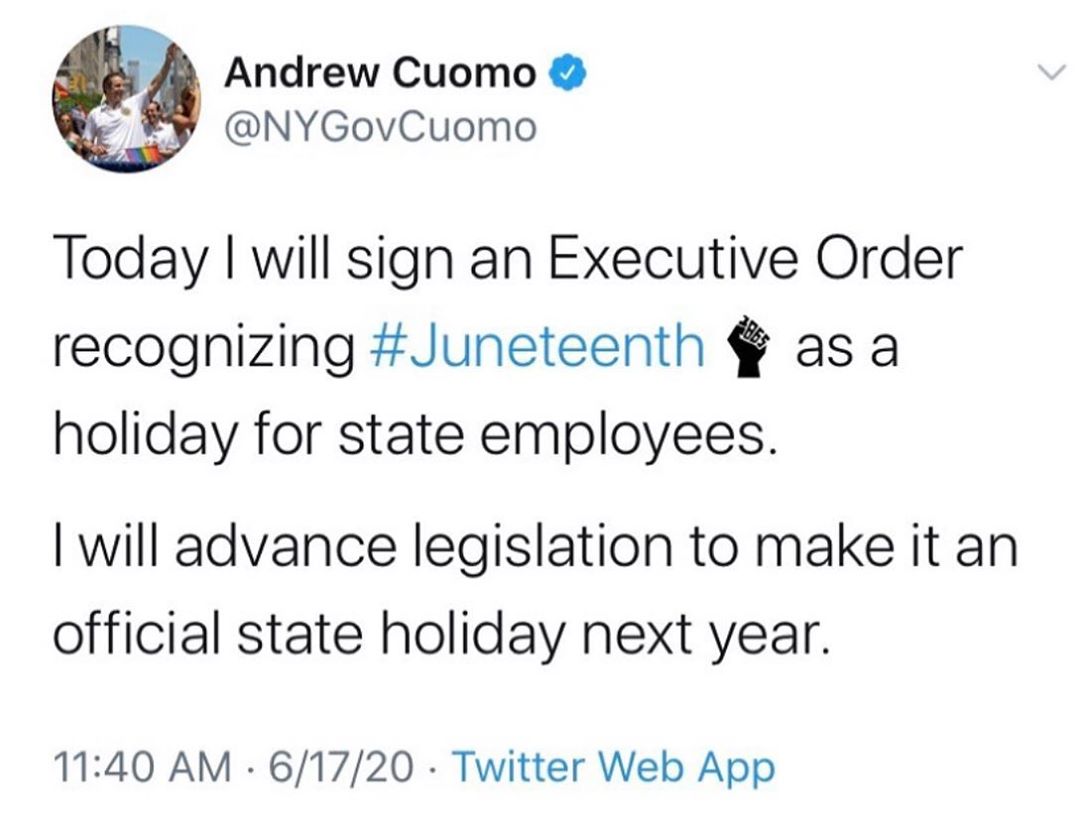 Andrew Cuomo
@NYGovCuomo
Today I will sign an Executive Order
recognizing #Juneteenth as a
holiday for state employees.
I will advance legislation to make it an
official state holiday next year.
11:40 AM · 6/17/20 · Twitter Web App